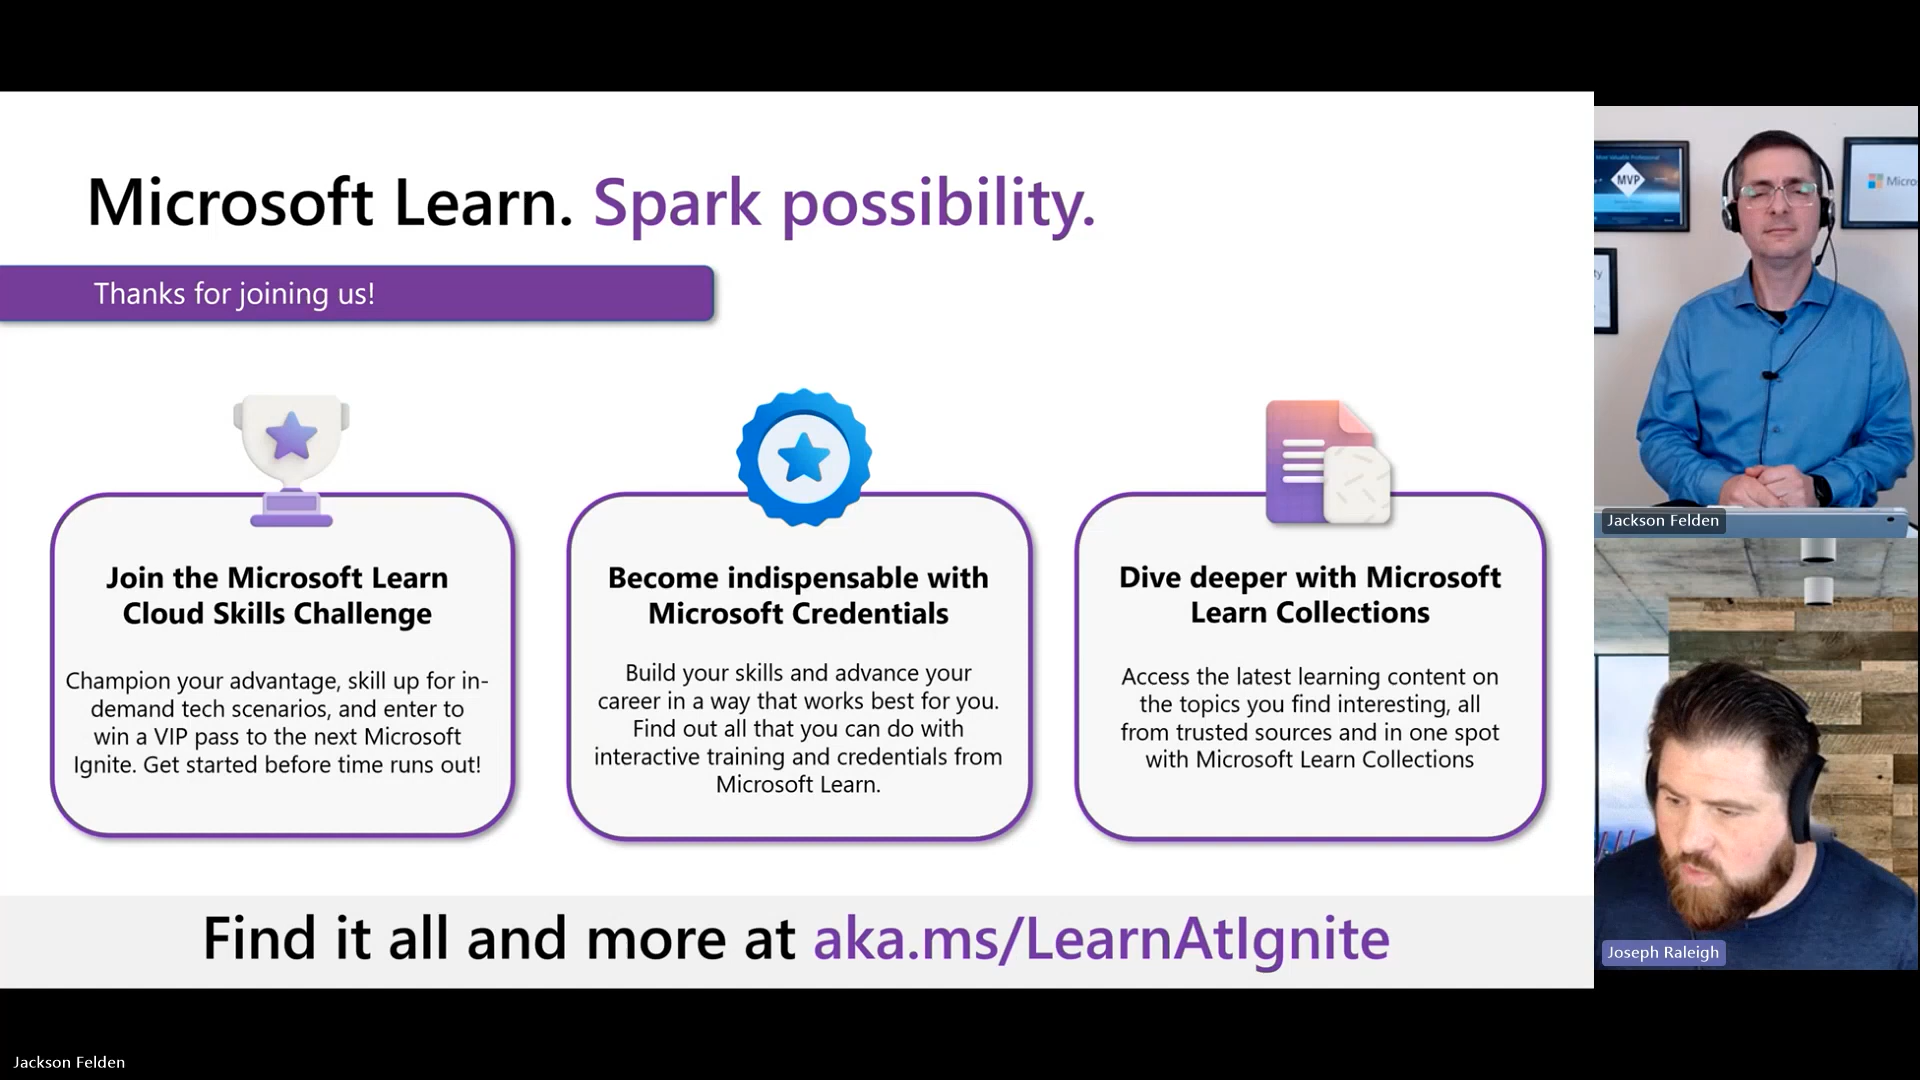 Microsoft Learn. Spark possibility.
Thanks for joining us!
Join the Microsoft Learn
Cloud Skills Challenge
Champion your advantage, skill up for in-
demand tech scenarios, and enter to
win a VIP pass to the next Microsoft
Ignite. Get started before time runs out!
Become indispensable with
Microsoft Credentials
Build your skills and advance your
career in a way that works best for you.
Find out all that you can do with
interactive training and credentials from
Microsoft Learn.
Dive deeper with Microsoft
Learn Collections
Access the latest learning content on
the topics you find interesting, all
from trusted sources and in one spot
with Microsoft Learn Collections
Find it all and more at aka.ms/LearnAtIgnite
MVP
Micros
Jackson Felden
Joseph Raleigh
Jackson Felden